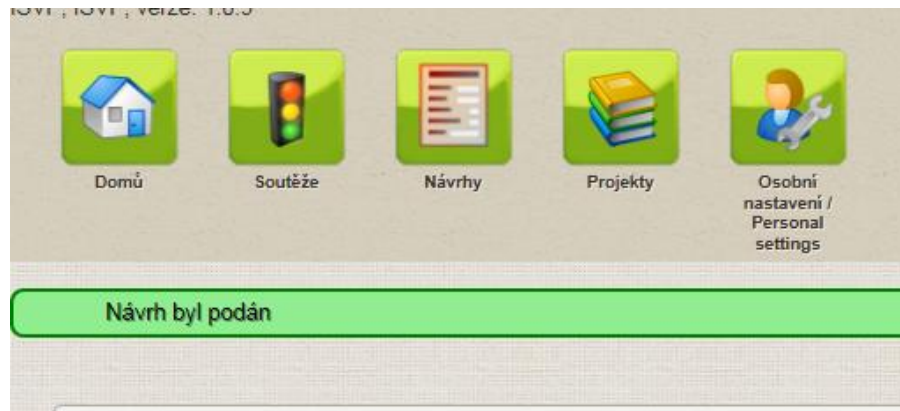 Domů
Soutěže
Návrhy
Projekty
Osobní
nastavení /
Personal
settings
Návrh byl podán